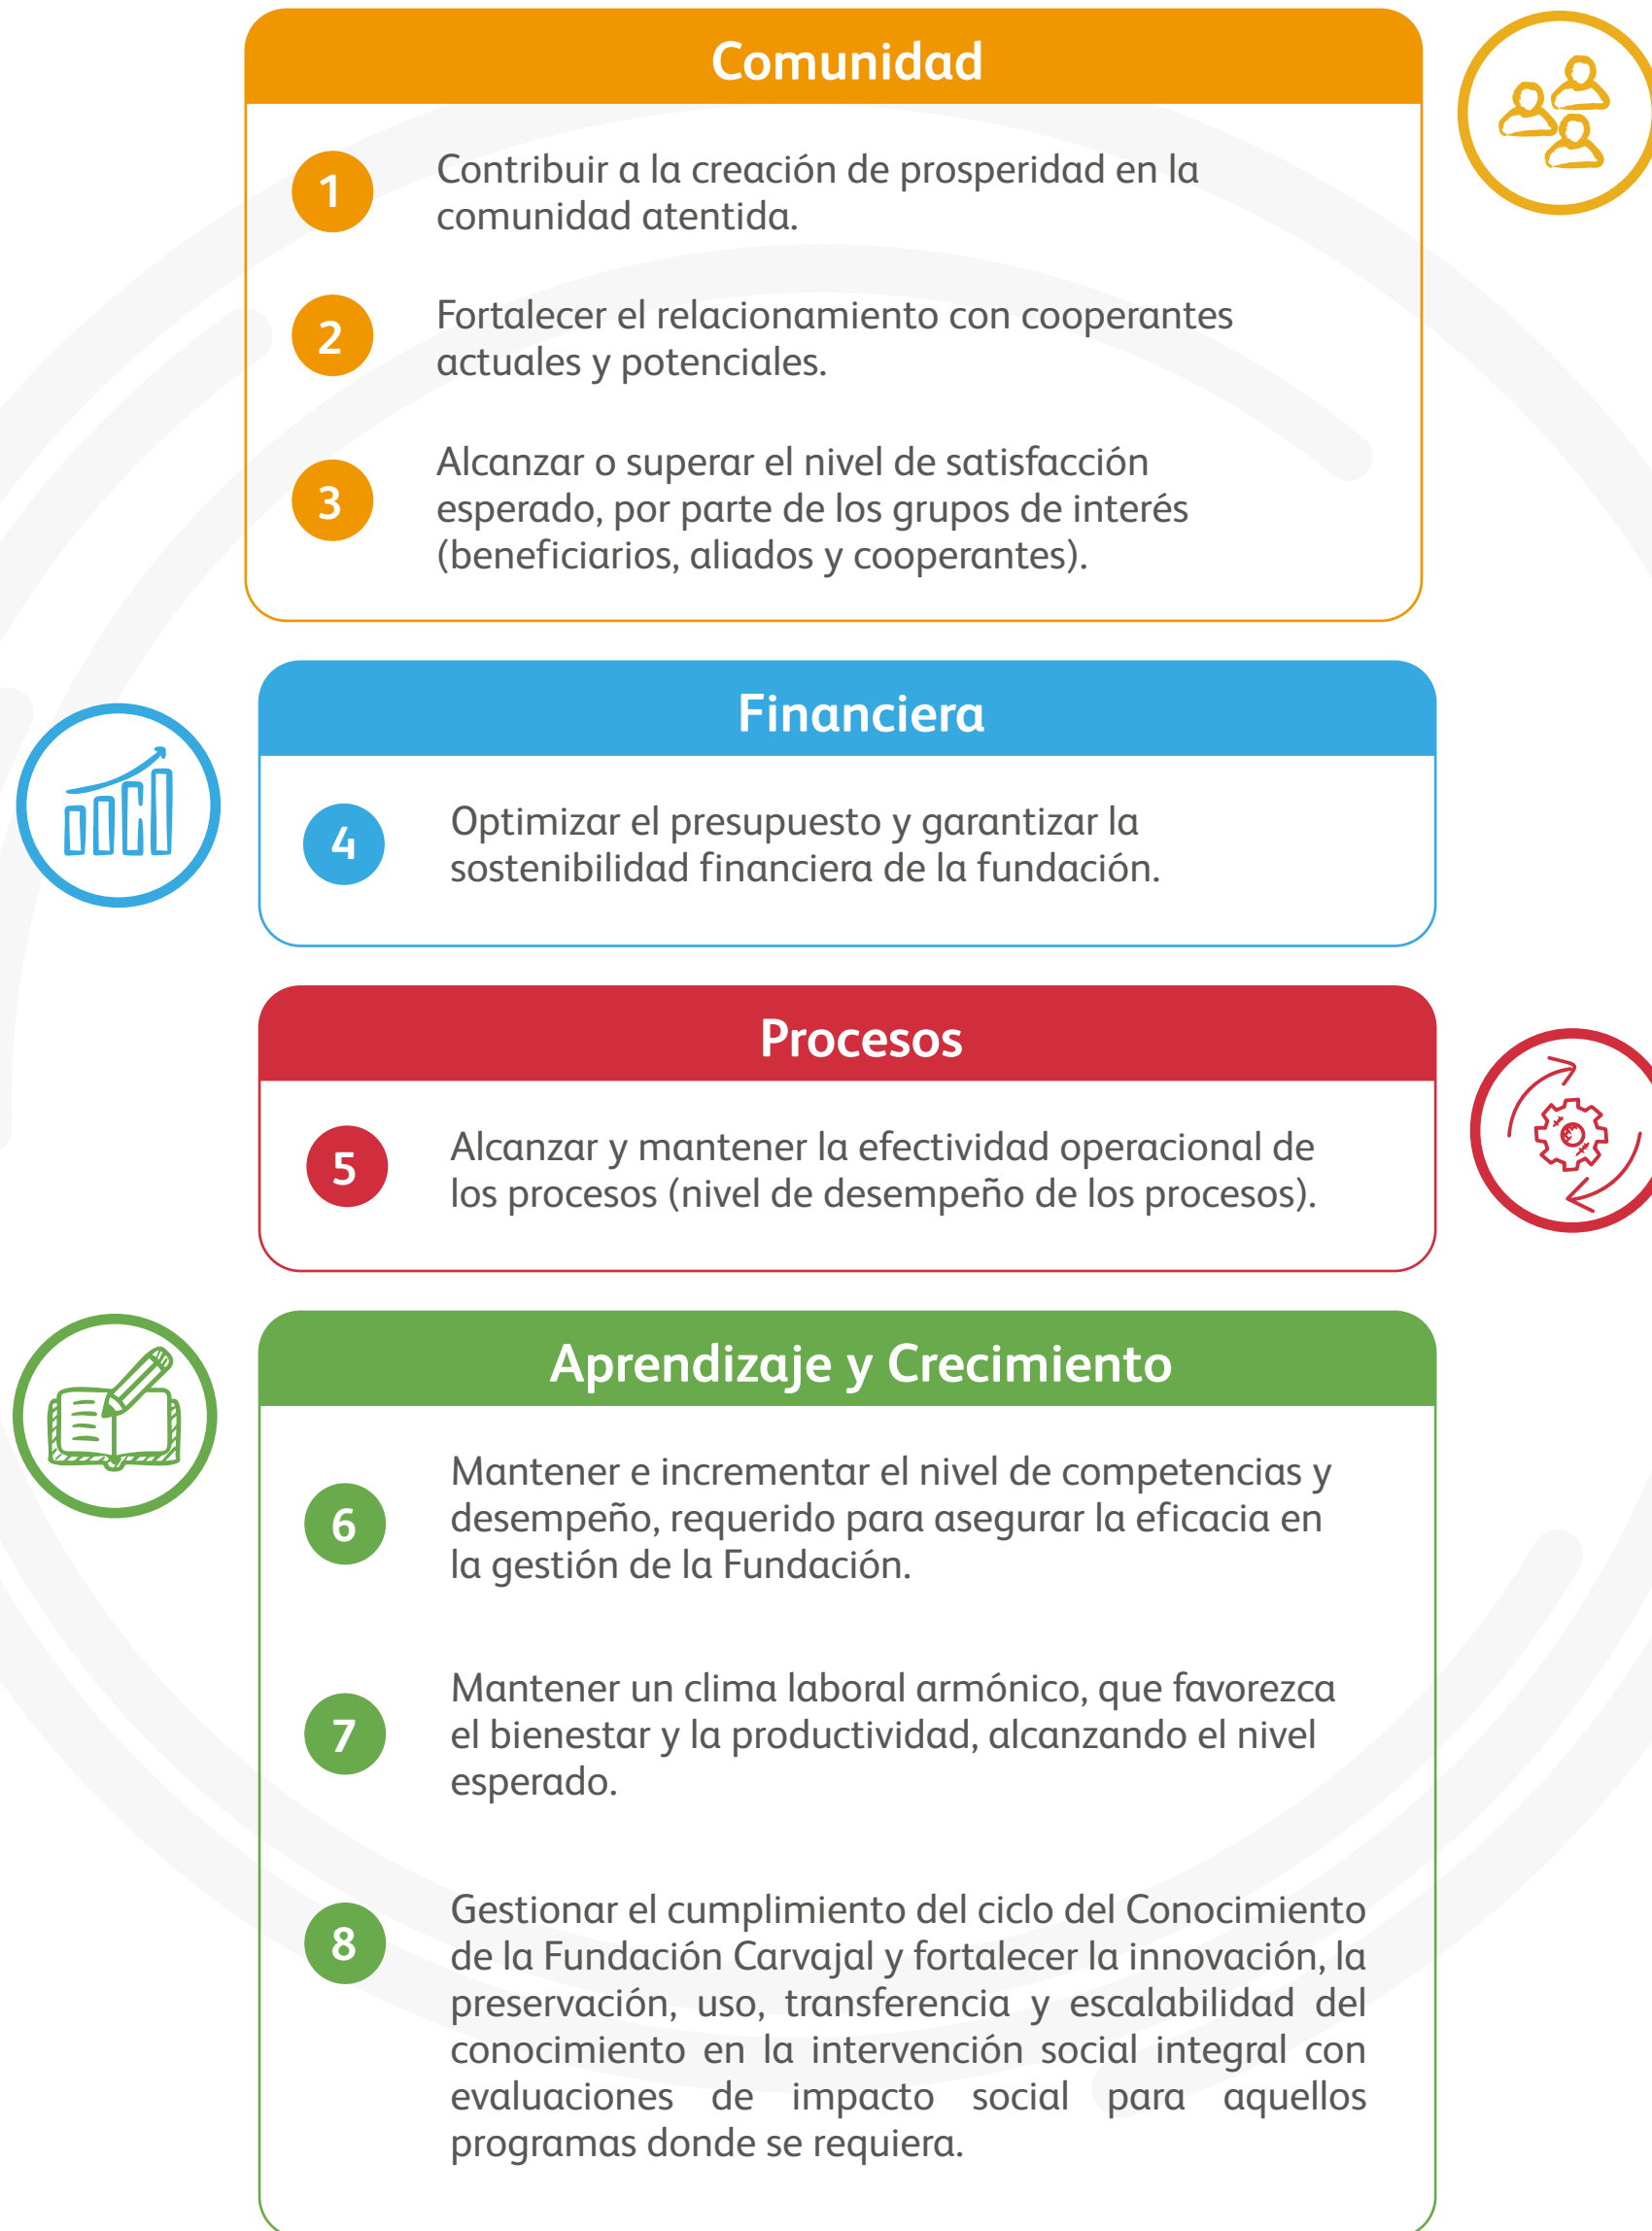 Comunidad
1
Contribuir a la creación de prosperidad en la
comunidad atentida.
2
Fortalecer el relacionamiento con cooperantes
actuales y potenciales.
3
Alcanzar o superar el nivel de satisfacción
esperado, por parte de los grupos de interés
(beneficiarios, aliados y cooperantes).
Financiera
4
Optimizar el presupuesto y garantizar la
sostenibilidad financiera de la fundación.
Procesos
5
Alcanzar y mantener la efectividad operacional de
los procesos (nivel de desempeño de los procesos).
Aprendizaje y Crecimiento
6
Mantener e incrementar el nivel de competencias y
desempeño, requerido para asegurar la eficacia en
la gestión de la Fundación.
7
Mantener un clima laboral armónico, que favorezca
el bienestar y la productividad, alcanzando el nivel
esperado.
8
Gestionar el cumplimiento del ciclo del Conocimiento
de la Fundación Carvajal y fortalecer la innovación, la
preservación, uso, transferencia y escalabilidad del
conocimiento en la intervención social integral con
evaluaciones de impacto social para aquellos
programas donde se requiera.